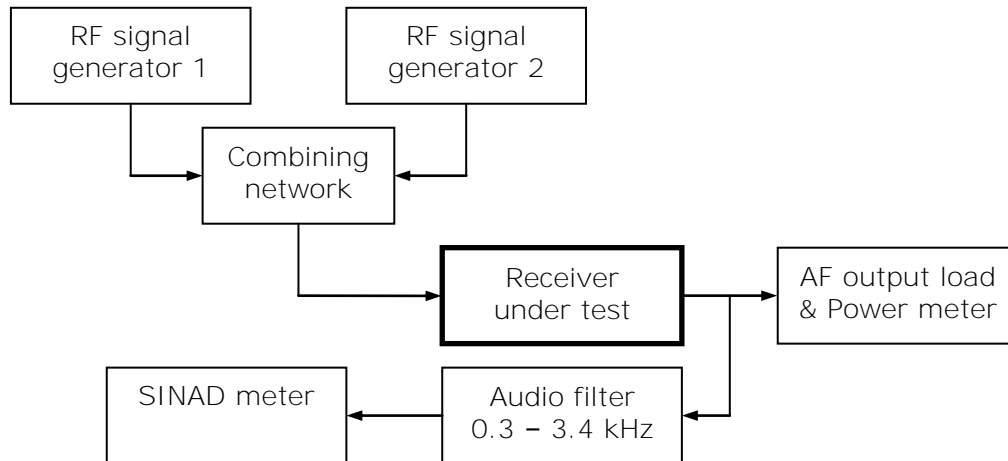 RF signal
generator 1
RF signal
generator 2
Combining
network
Receiver
under test
AF output load
& Power meter
SINAD meter
Audio filter
0.3 – 3.4 kHz